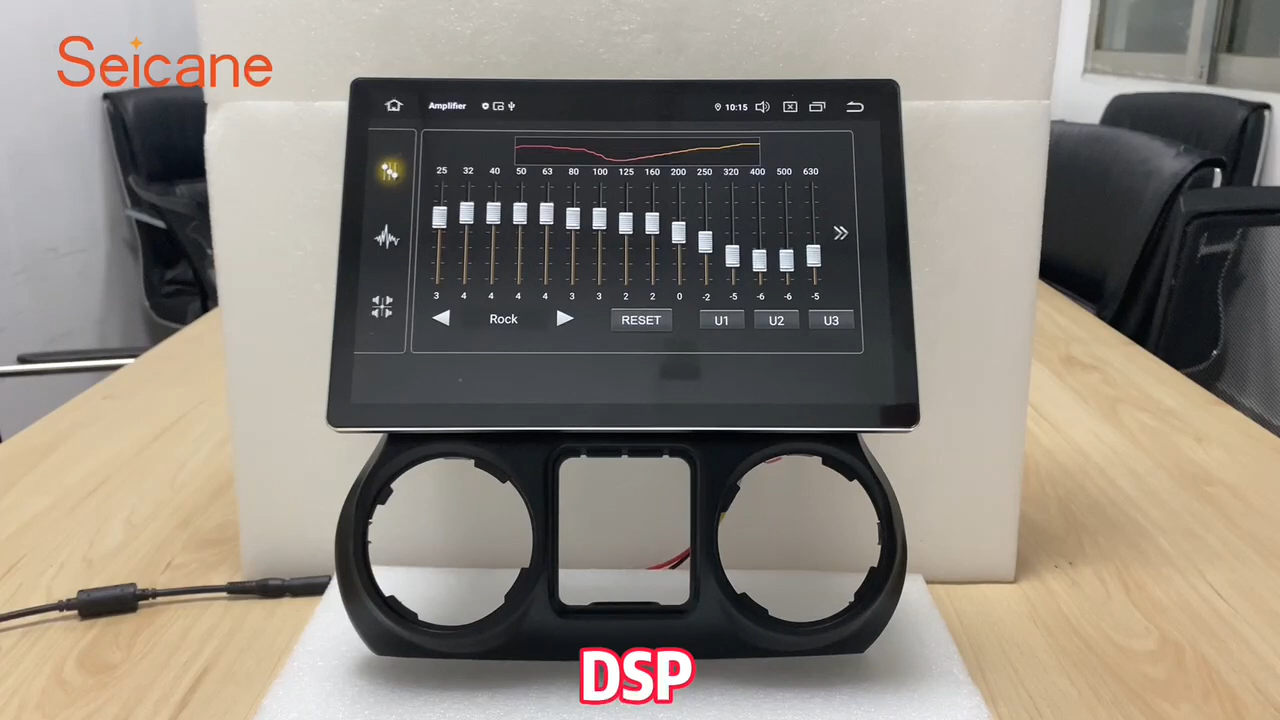 Seicane
Amplifier
10:15
25 32 40 50 63 80 100 125 160 200 250 320 400 500 630
3 4 4 4 4 3 3 2 2 0 -2 -5 -6 -6 -5
Rock RESET U1 U2 U3
DSP